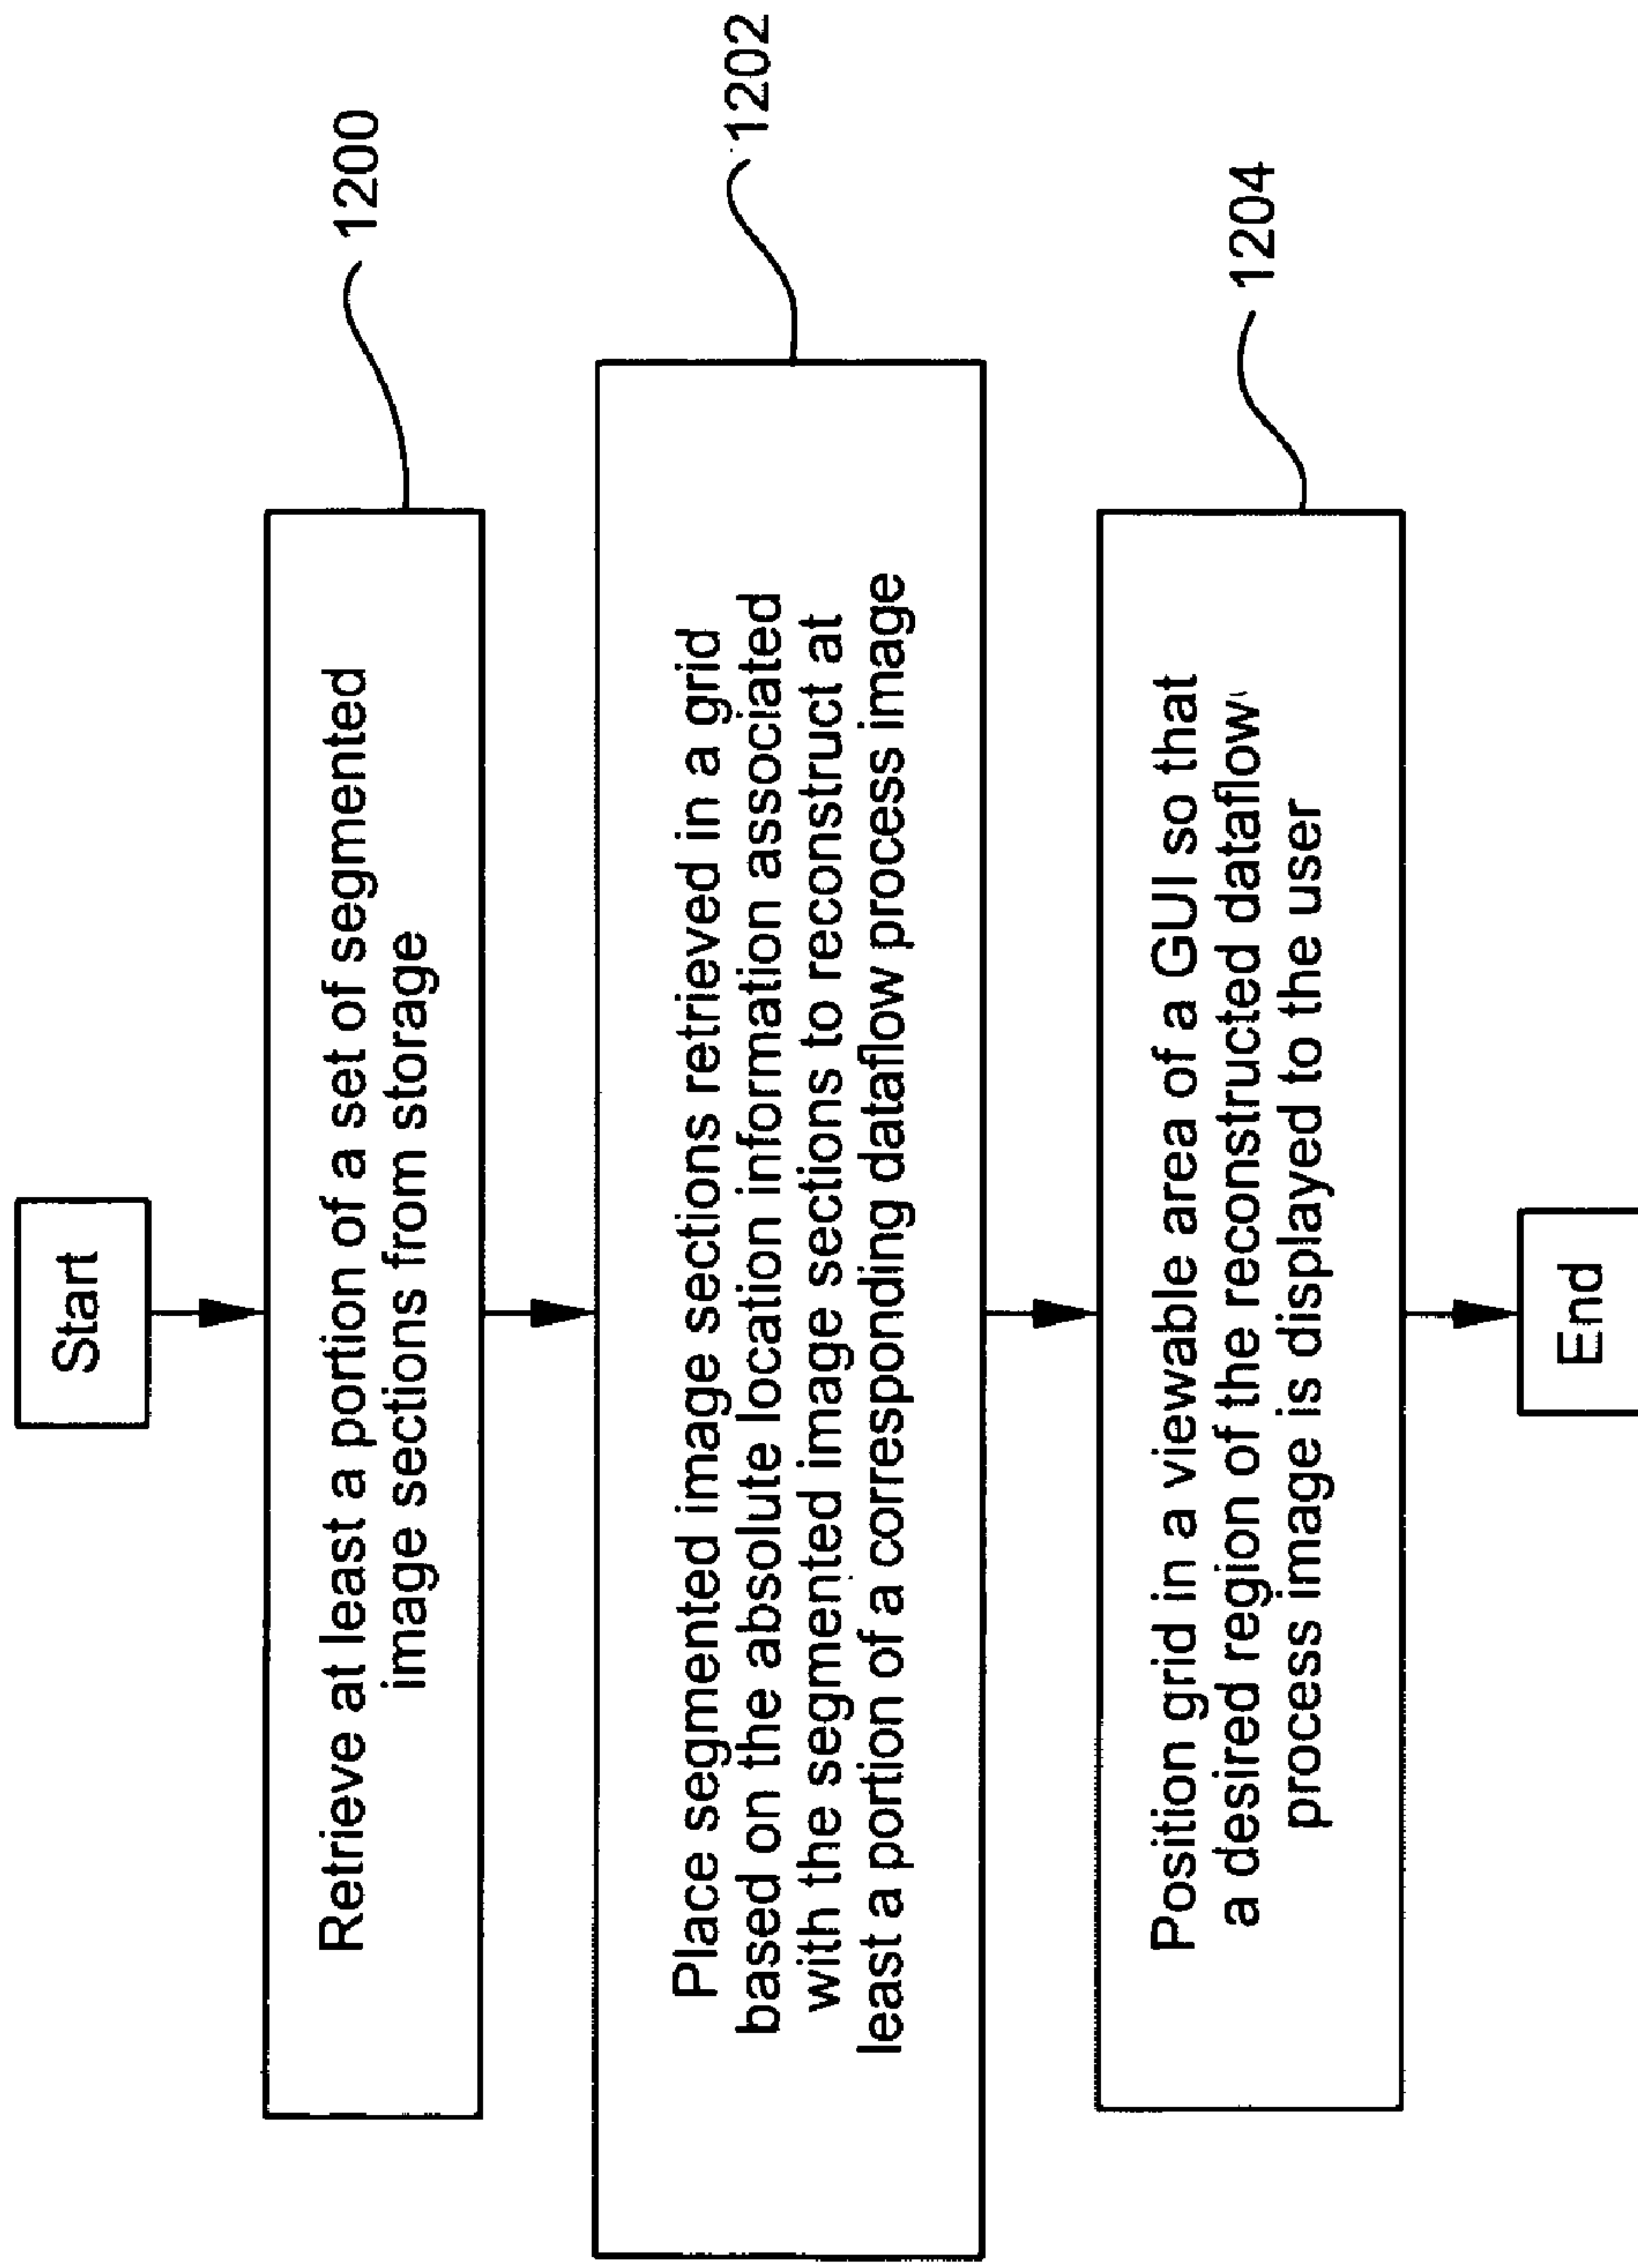 Start
Retrieve at least a portion of a set of segmented
image sections from storage
1200
Place segmented image sections retrieved in a grid
based on the absolute location information associated
with the segmented image sections to reconstruct at
least a portion of a corresponding dataflow process image
1202
Position grid in a viewable area of a GUI so that
a desired region of the reconstructed dataflow
process image is displayed to the user
1204
End